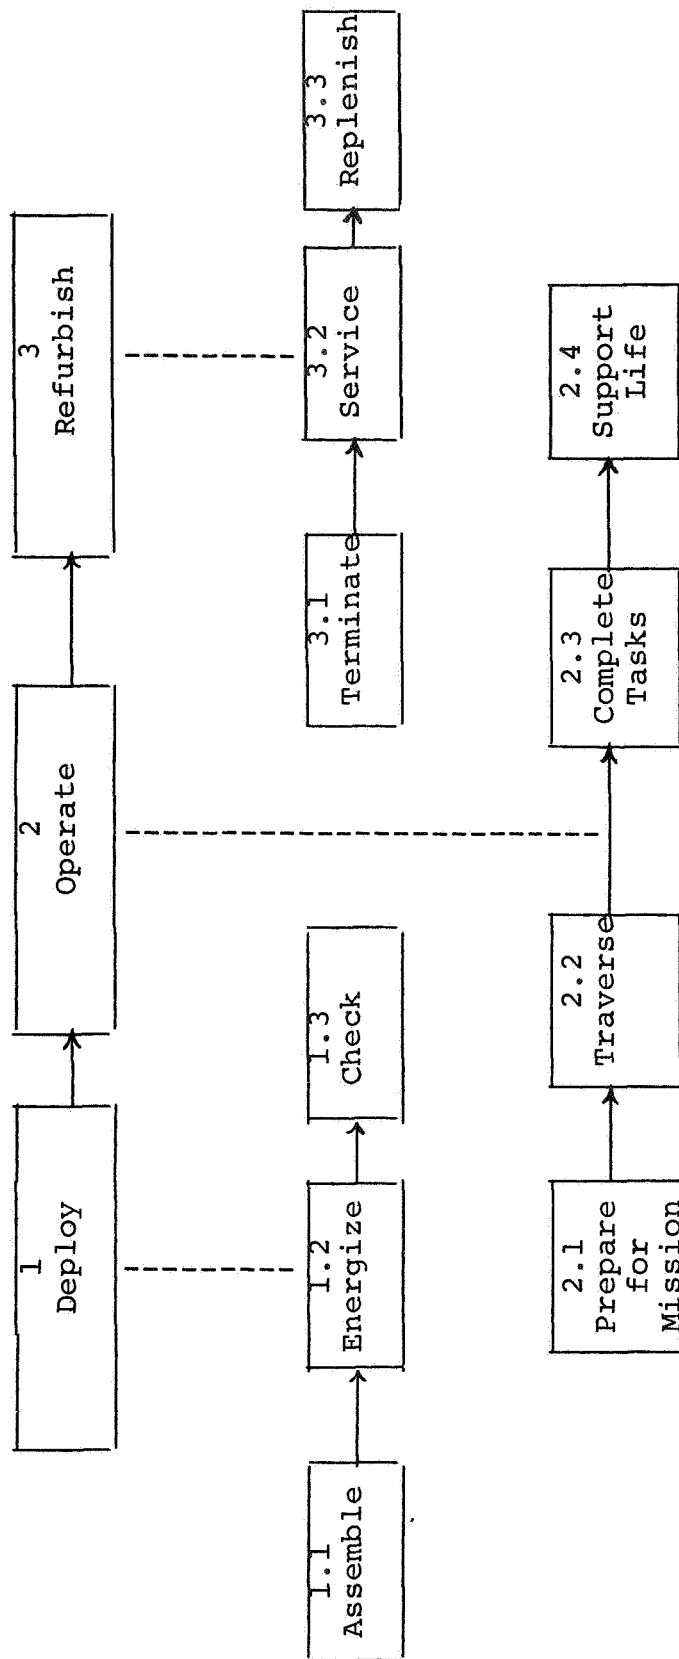 1
Deploy
2
Operate
3
Refurbish
1.1
Assemble
1.2
Energize
1.3
Check
3.1
Terminate
3.2
Service
3.3
Replenish
2.1
Prepare
for
Mission
2.2
Traverse
2.3
Complete
Tasks
2.4
Support
Life